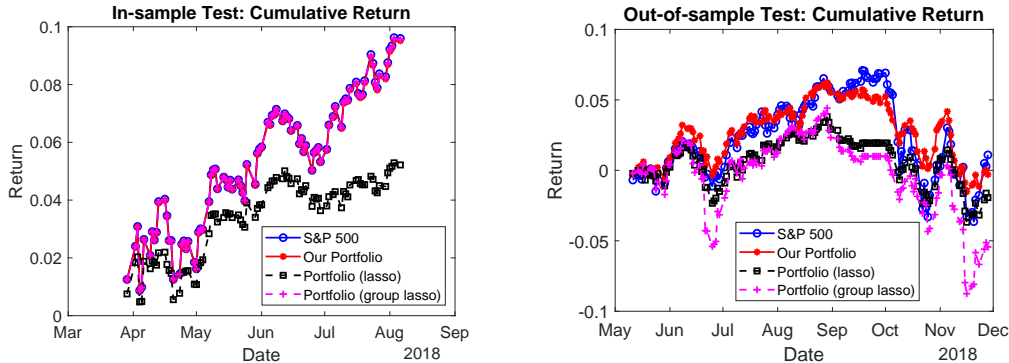 In-sample Test: Cumulative Return
0.1
0.08
0.06
0.04
0.02
0
Return
Mar
Apr
May
Jun
Jul
Aug
Sep
Date
2018
S&P 500
Our Portfolio
Portfolio (lasso)
Portfolio (group lasso)
Out-of-sample Test: Cumulative Return
0.1
0.05
0
-0.05
-0.1
Return
May
Jun
Jul
Aug
Sep
Oct
Nov
Dec
Date
2018
S&P 500
Our Portfolio
Portfolio (lasso)
Portfolio (group lasso)